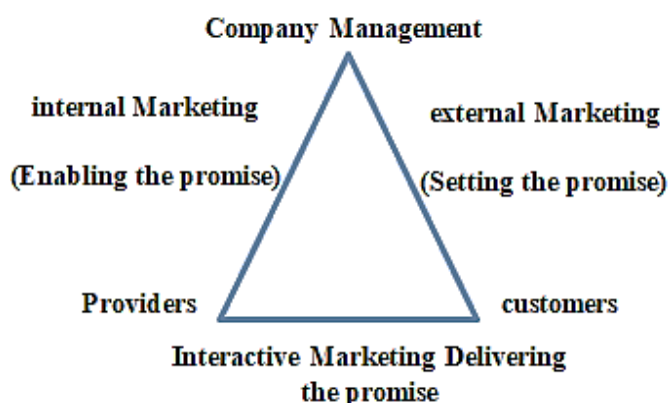 Company Management
internal Marketing
external Marketing
(Enabling the promise)
(Setting the promise)
Providers
customers
Interactive Marketing Delivering
the promise